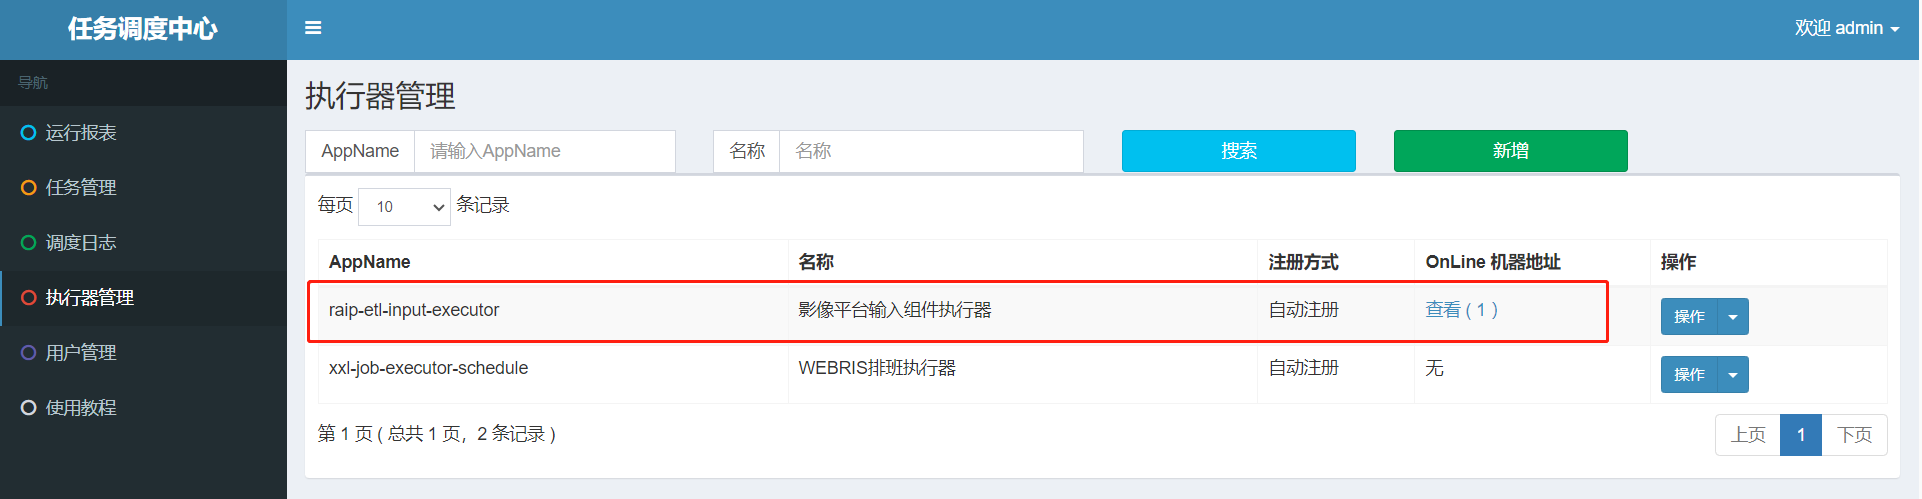 任务调度中心
欢迎 admin
导航
运行报表
任务管理
调度日志
执行器管理
用户管理
使用教程
执行器管理
AppName 请输入AppName 名称 名称 搜索 新增
每页 10 条记录
AppName 名称 注册方式 OnLine 机器地址 操作
raip-etl-input-executor 影像平台输入组件执行器 自动注册 查看 ( 1 ) 操作
xxl-job-executor-schedule WEBRIS排班执行器 自动注册 无 操作
第 1 页 ( 总共 1 页，2 条记录 ) 上页 1 下页